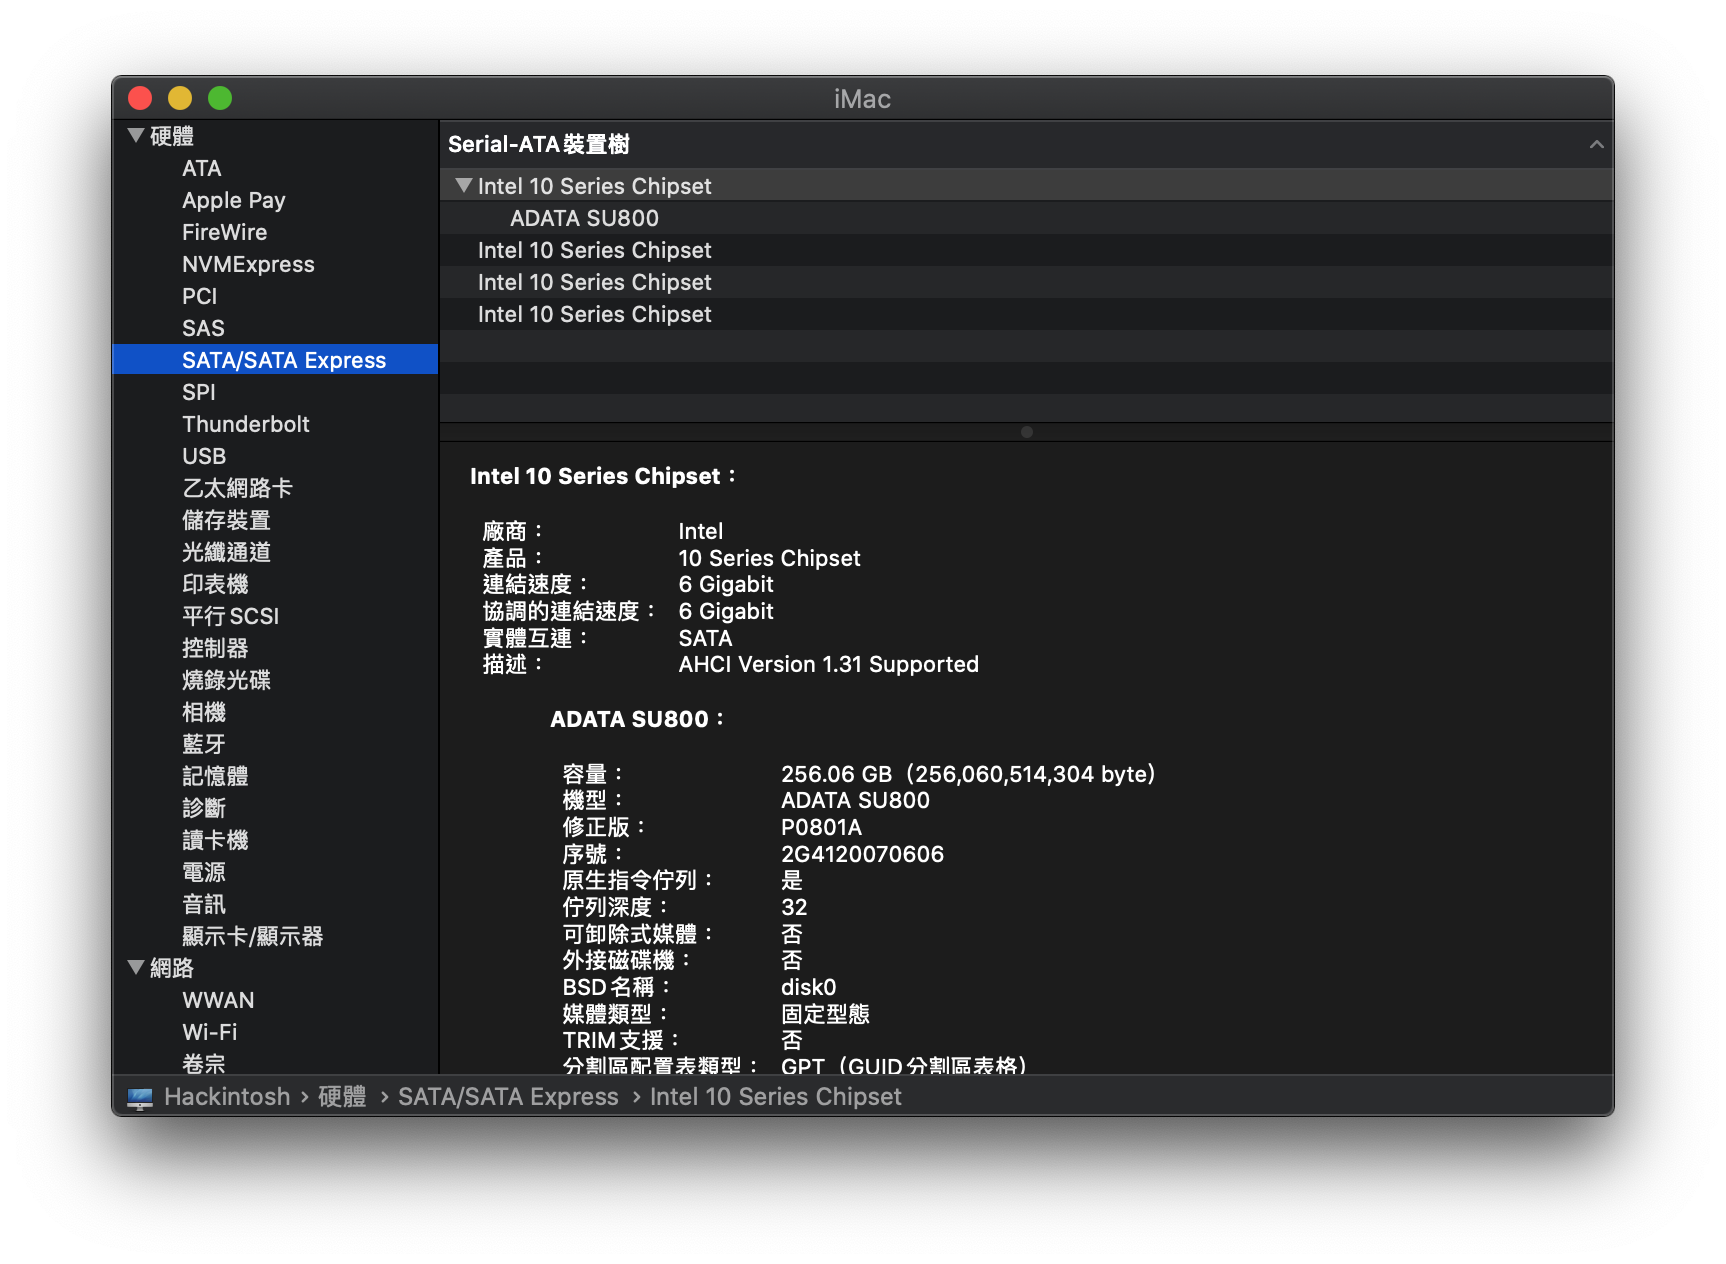 iMac
硬體
ATA
Apple Pay
FireWire
NVMExpress
PCI
SAS
SATA/SATA Express
SPI
Thunderbolt
USB
乙太網路卡
儲存裝置
光纖通道
印表機
平行 SCSI
控制器
燒錄光碟
相機
藍牙
記憶體
診斷
讀卡機
電源
音訊
顯示卡/顯示器
網路
WWAN
Wi-Fi
卷宗
Serial-ATA 裝置樹
Intel 10 Series Chipset
ADATA SU800
Intel 10 Series Chipset
Intel 10 Series Chipset
Intel 10 Series Chipset
Intel 10 Series Chipset：
廠商： Intel
產品： 10 Series Chipset
連結速度： 6 Gigabit
協調的連結速度： 6 Gigabit
實體互連： SATA
描述： AHCI Version 1.31 Supported
ADATA SU800：
容量： 256.06 GB（256,060,514,304 byte）
機型： ADATA SU800
修正版： P0801A
序號： 2G4120070606
原生指令佇列： 是
佇列深度： 32
可卸除式媒體： 否
外接磁碟機： 否
BSD 名稱： disk0
媒體類型： 固定型態
TRIM 支援： 否
分割區配置表類型： GPT（GUID 分割區表格）
Hackintosh › 硬體 › SATA/SATA Express › Intel 10 Series Chipset